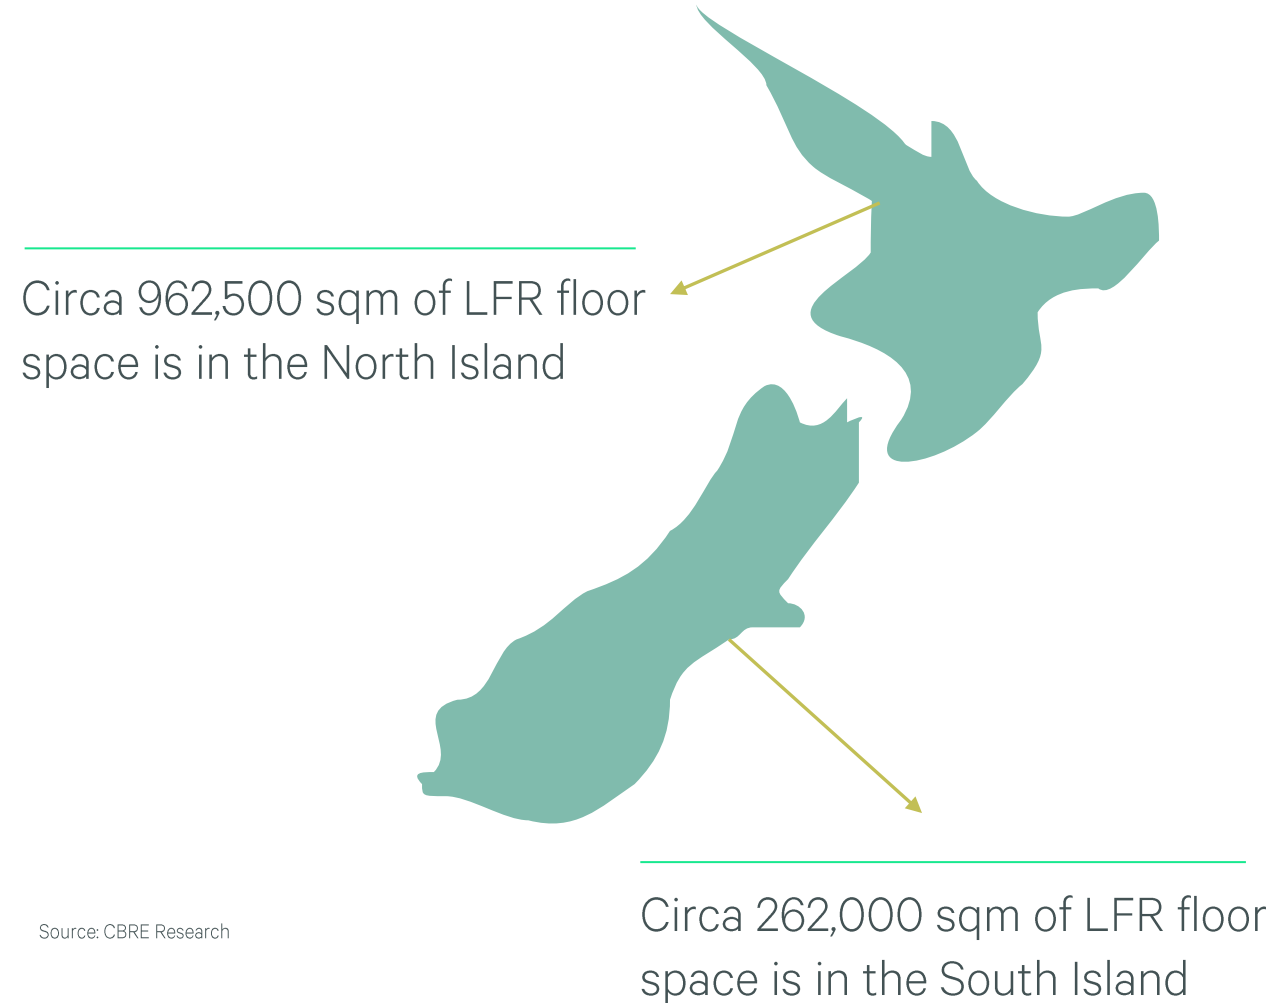 Circa 962,500 sqm of LFR floor
space is in the North Island
Circa 262,000 sqm of LFR floor
space is in the South Island
Source: CBRE Research